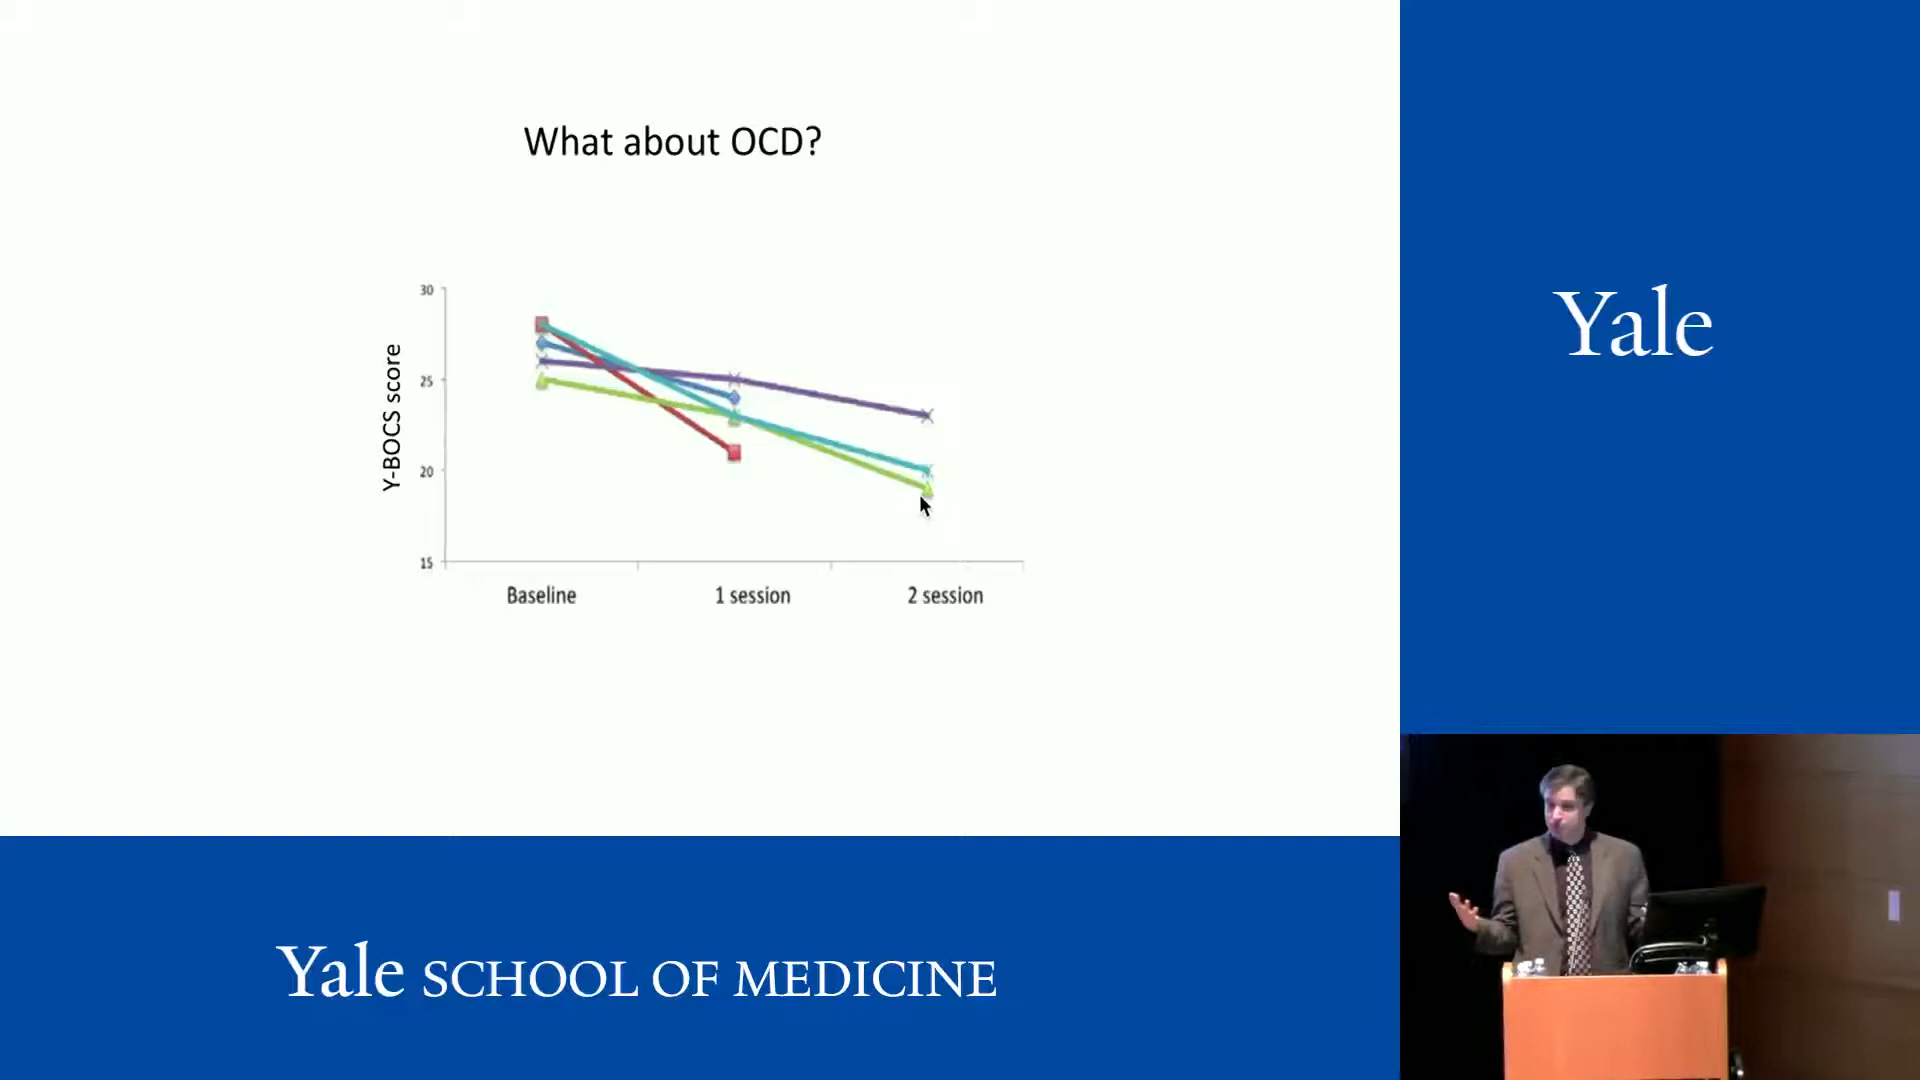 What about OCD?
Y-BOCS score
30
25
20
15
Baseline
1 session
2 session
Yale
Yale SCHOOL OF MEDICINE